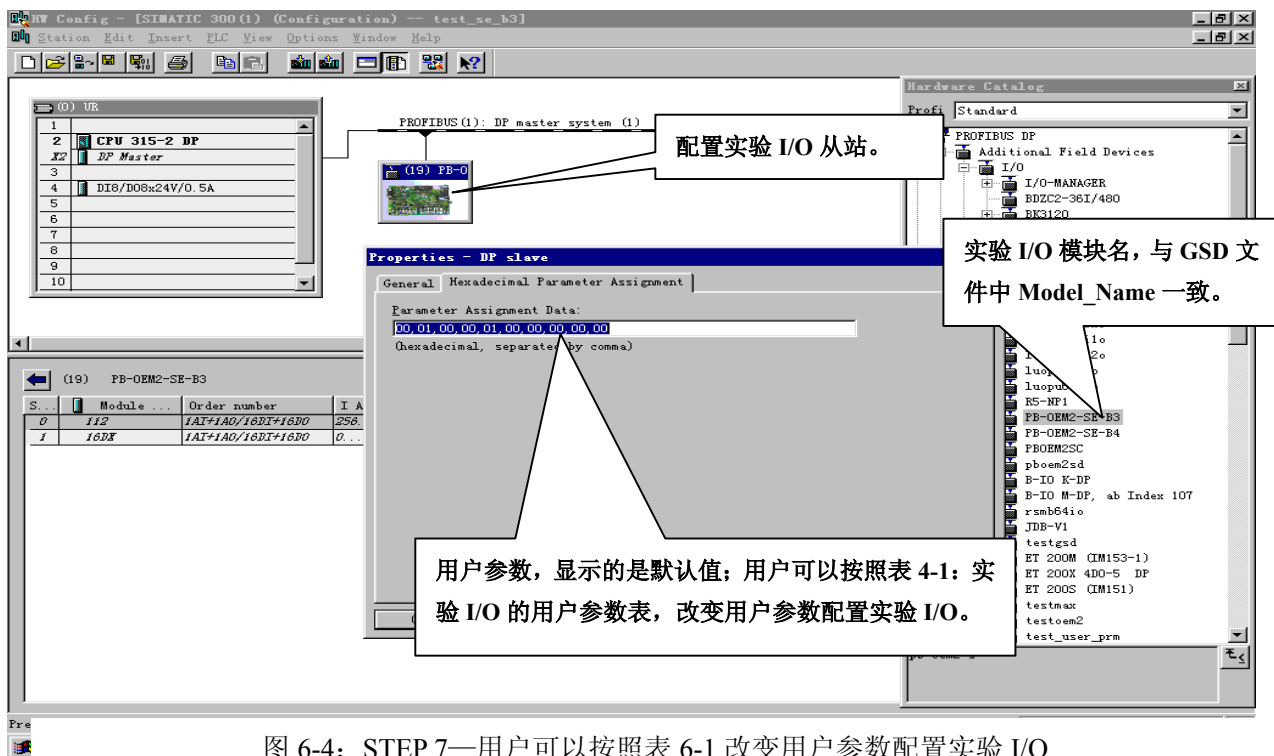 HW Config - [SIMATIC 300(1) (Configuration) -- test_se_b3]
Station Edit Insert PLC View Options Window Help
(0) UR
1
2 CPU 315-2 DP
X2 DP Master
3
4 DI8/DO8x24V/0.5A
5
6
7
8
9
10
PROFIBUS(1): DP master system (1)
(19) PB-O
配置实验 I/O 从站。
Hardware Catalog
Profi Standard
PROFIBUS DP
Additional Field Devices
I/O
I/O-MANAGER
BDZC2-36I/480
BK3120
实验 I/O 模块名，与 GSD 文
件中 Model_Name 一致。
R5-NP1
PB-OEM2-SE-B3
PB-OEM2-SE-B4
PBOEM2SC
pboem2sd
B-IO K-DP
B-IO M-DP, ab Index 107
rsmb64io
JDB-V1
testgsd
ET 200M (IM153-1)
ET 200X 4DO-5 DP
ET 200S (IM151)
testmax
testoem2
test_user_prm
Properties - DP slave
General Hexadecimal Parameter Assignment
Parameter Assignment Data:
00,01,00,00,01,00,00,00,00,00
(hexadecimal, separated by comma)
(19) PB-OEM2-SE-B3
S... Module ... Order number I A
0 112 1AI+1AO/16DI+16DO 256.
1 16DX 1AI+1AO/16DI+16DO 0...
用户参数，显示的是默认值；用户可以按照表 4-1：实
验 I/O 的用户参数表，改变用户参数配置实验 I/O。
Pre
图 6-4：STEP 7—用户可以按照表 6-1 改变用户参数配置实验 I/O